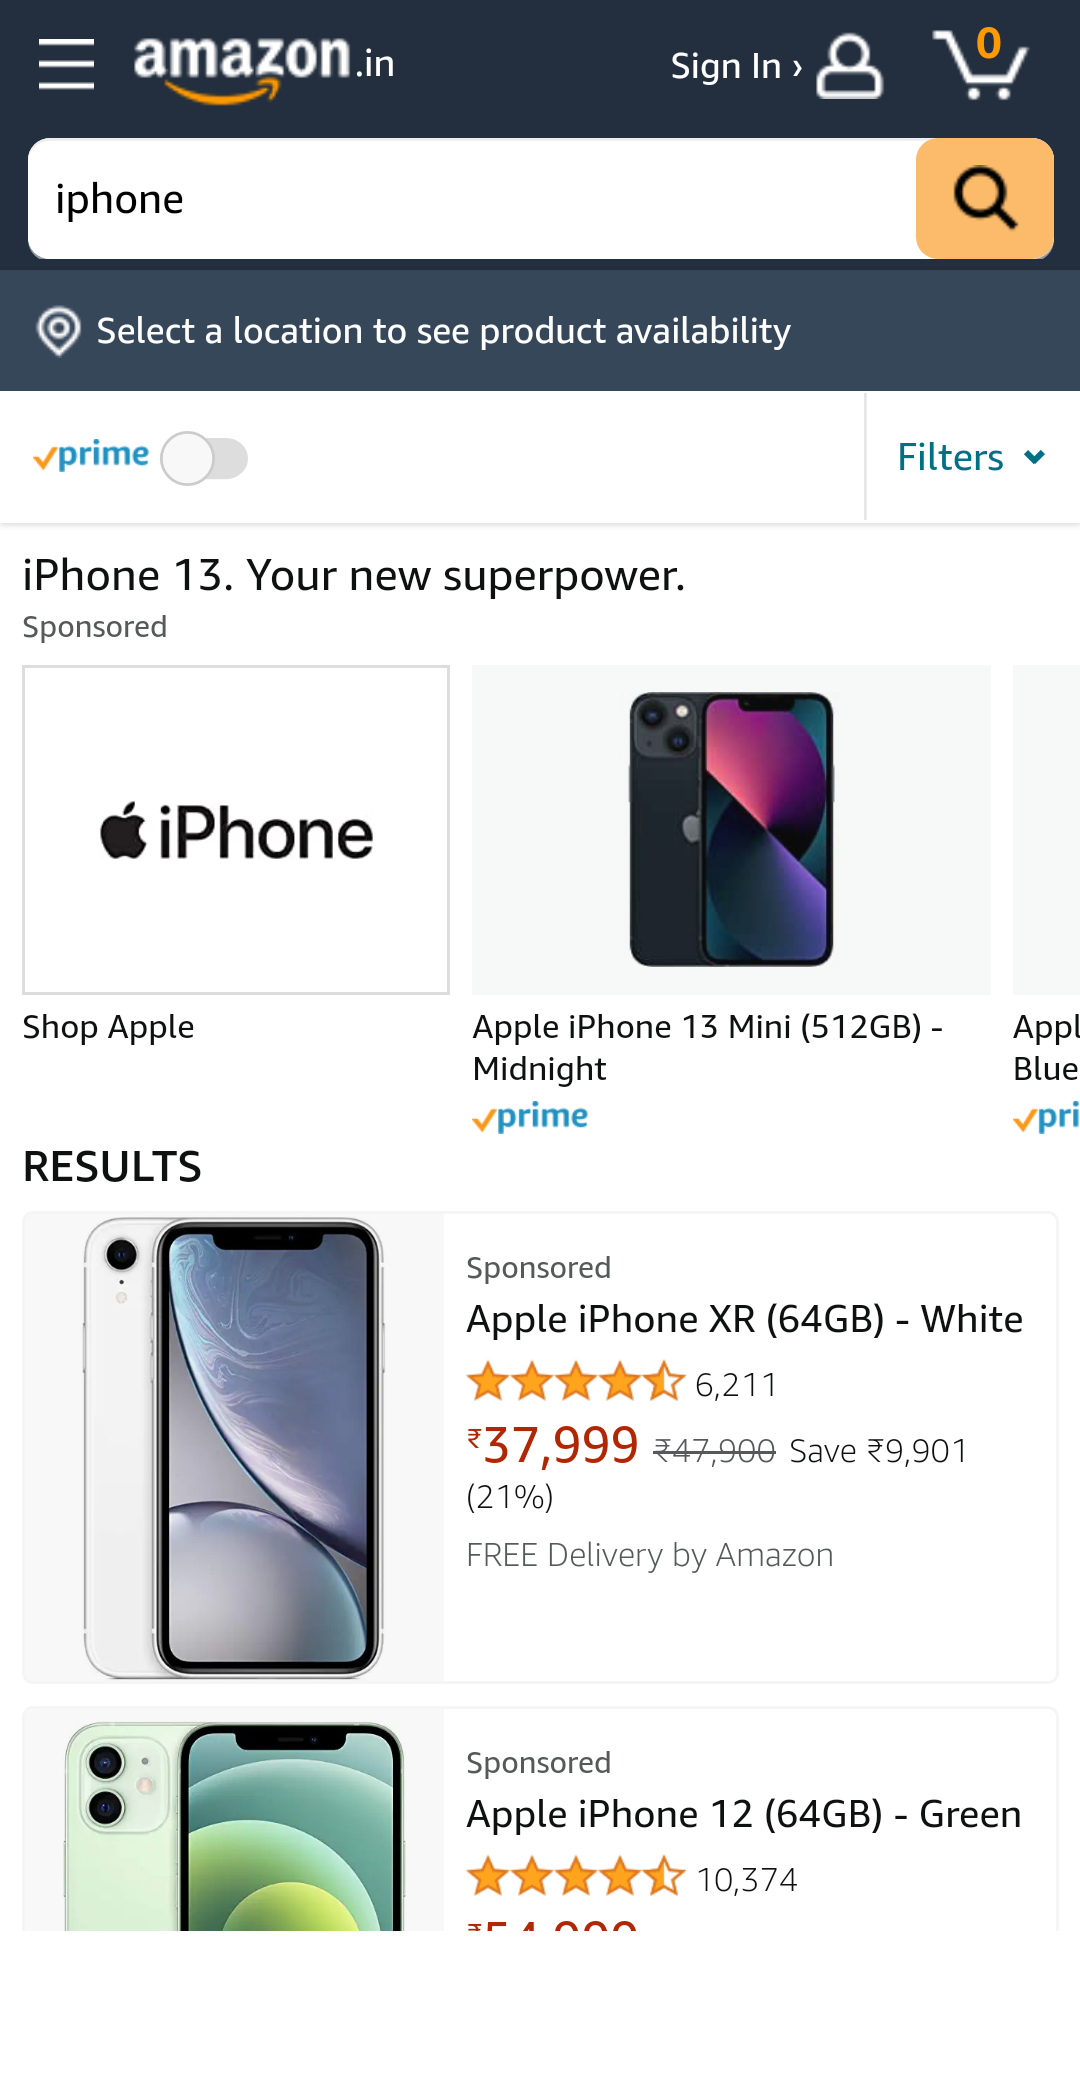 amazon.in
Sign In ›
0
iphone
Select a location to see product availability
prime
Filters
iPhone 13. Your new superpower.
Sponsored
iPhone
Shop Apple
Apple iPhone 13 Mini (512GB) -
Midnight
prime
Appl
Blue
pri
RESULTS
Sponsored
Apple iPhone XR (64GB) - White
6,211
₹37,999 ₹47,900 Save ₹9,901
(21%)
FREE Delivery by Amazon
Sponsored
Apple iPhone 12 (64GB) - Green
10,374